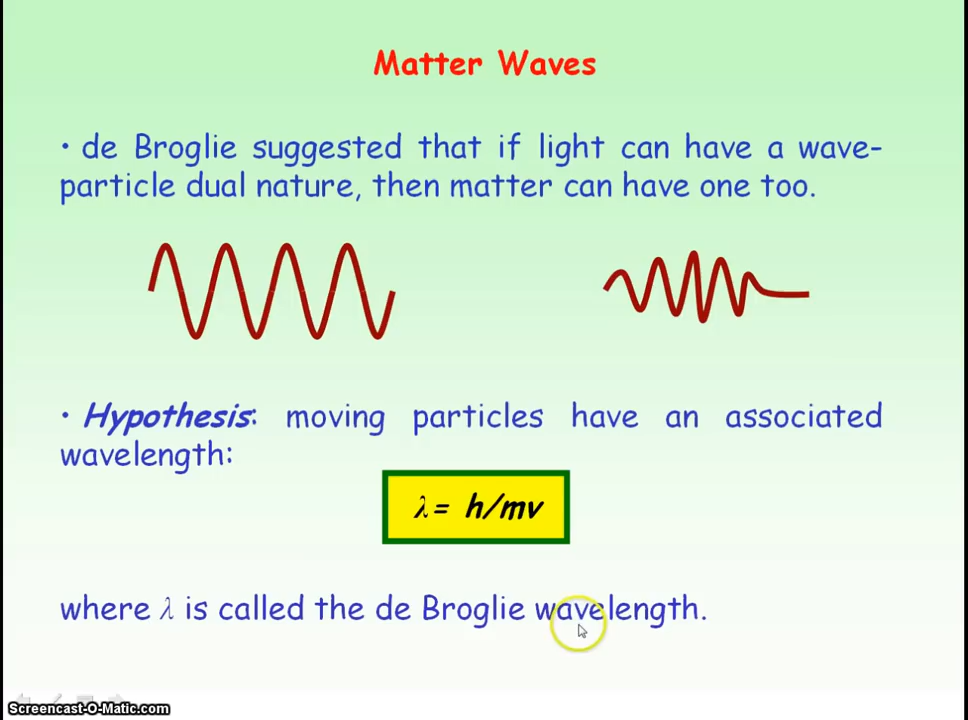 Matter Waves
• de Broglie suggested that if light can have a wave-
particle dual nature, then matter can have one too.
• Hypothesis: moving particles have an associated
wavelength:
λ = h/mv
where λ is called the de Broglie wavelength.
Screencast-O-Matic.com